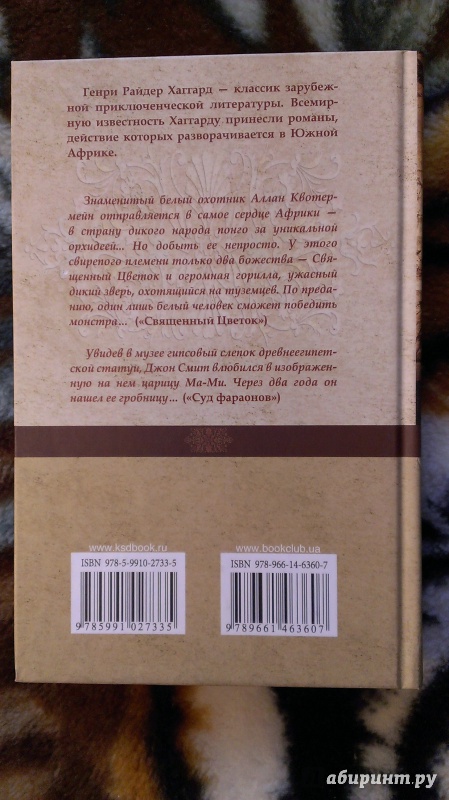 Генри Райдер Хаггард — классик зарубеж-
ной приключенческой литературы. Всемир-
ную известность Хаггарду принесли романы,
действие которых разворачивается в Южной
Африке.
Знаменитый белый охотник Аллан Квотер-
мейн отправляется в самое сердце Африки —
в страну дикого народа понго за уникальной
орхидеей... Но добыть ее непросто. У этого
свирепого племени только два божества — Свя-
щенный Цветок и огромная горилла, ужасный
дикий зверь, охотящийся на туземцев. По преда-
нию, один лишь белый человек сможет победить
монстра... («Священный Цветок»)
Увидев в музее гипсовый слепок древнеегипет-
ской статуи, Джон Смит влюбился в изображен-
ную на нем царицу Ма-Ми. Через два года он
нашел ее гробницу... («Суд фараонов»)
www.ksdbook.ru
ISBN 978-5-9910-2733-5
9 785991 027335
www.bookclub.ua
ISBN 978-966-14-6360-7
9 789661 463607
абиринт.ру